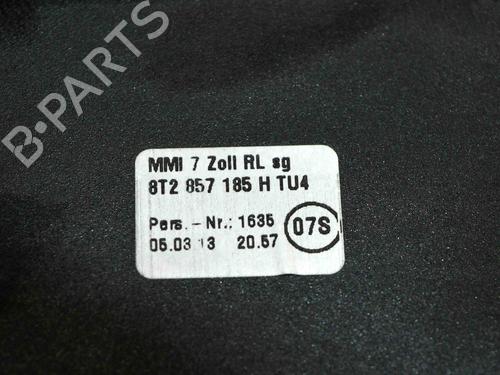 B-PARTS
MMI 7 Zoll RL sg
8T2 857 185 H TU4
Pers. - Nr.: 1635
05.03 13 20.57
07S